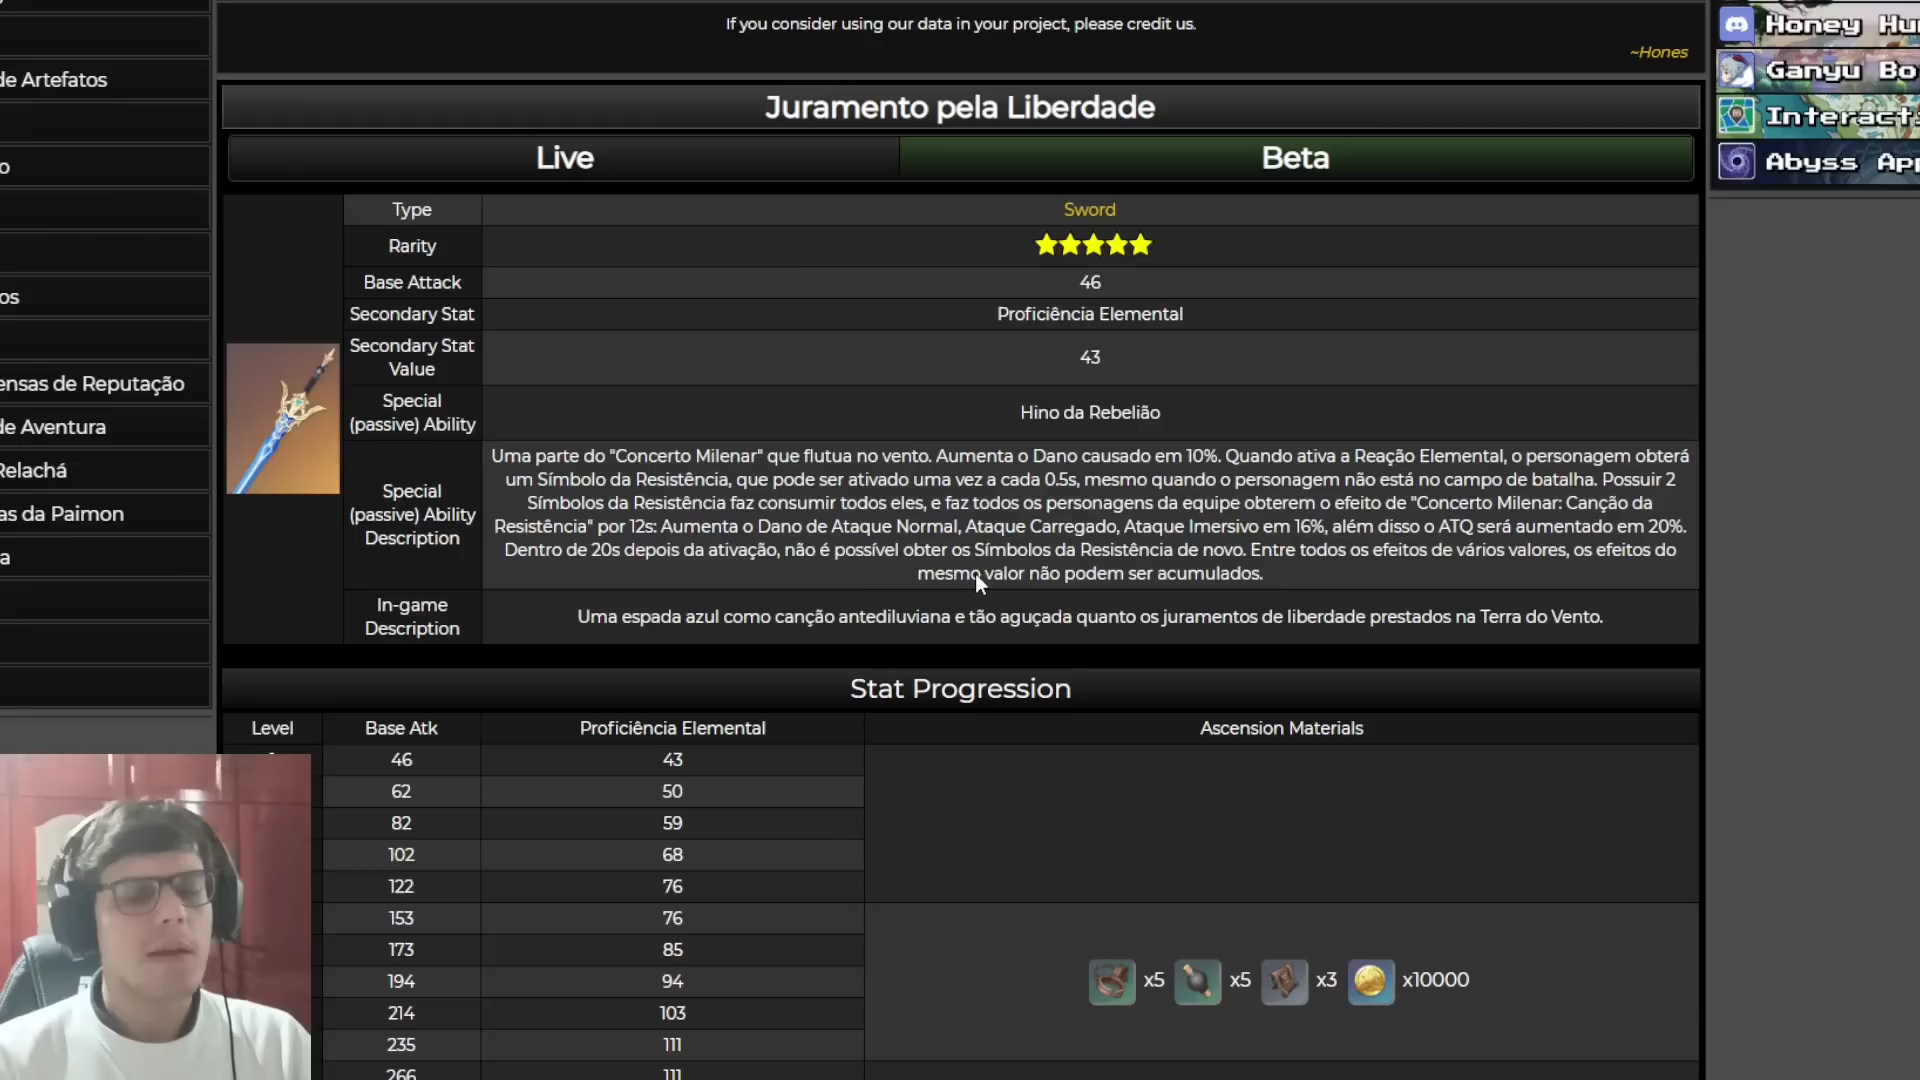 If you consider using our data in your project, please credit us.
~Hones
Honey Hu
Ganyu Bo
Interact
Abyss App
de Artefatos
o
os
ensas de Reputação
de Aventura
Relachá
as da Paimon
a
Juramento pela Liberdade
Live
Beta
Type
Sword
Rarity
Base Attack
46
Secondary Stat
Proficiência Elemental
Secondary Stat
Value
43
Special
(passive) Ability
Hino da Rebelião
Special
(passive) Ability
Description
Uma parte do "Concerto Milenar" que flutua no vento. Aumenta o Dano causado em 10%. Quando ativa a Reação Elemental, o personagem obterá
um Símbolo da Resistência, que pode ser ativado uma vez a cada 0.5s, mesmo quando o personagem não está no campo de batalha. Possuir 2
Símbolos da Resistência faz consumir todos eles, e faz todos os personagens da equipe obterem o efeito de "Concerto Milenar: Canção da
Resistência" por 12s: Aumenta o Dano de Ataque Normal, Ataque Carregado, Ataque Imersivo em 16%, além disso o ATQ será aumentado em 20%.
Dentro de 20s depois da ativação, não é possível obter os Símbolos da Resistência de novo. Entre todos os efeitos de vários valores, os efeitos do
mesmo valor não podem ser acumulados.
In-game
Description
Uma espada azul como canção antediluviana e tão aguçada quanto os juramentos de liberdade prestados na Terra do Vento.
Stat Progression
Level
Base Atk
Proficiência Elemental
Ascension Materials
46
43
62
50
82
59
102
68
122
76
153
76
173
85
194
94
x5
x5
x3
x10000
214
103
235
111
266
111